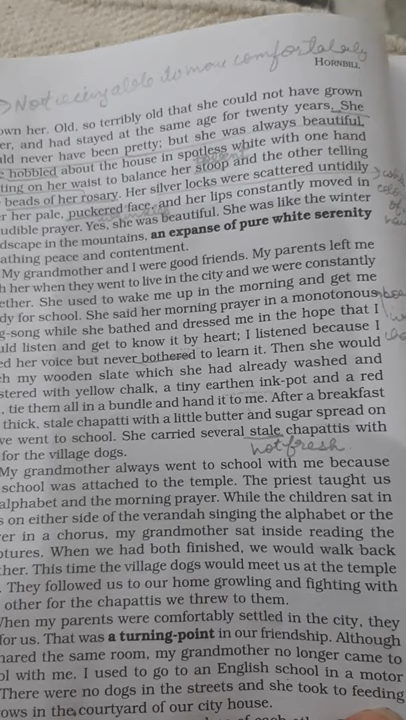 Not being able to move comfortably
HORNBILL
own her. Old, so terribly old that she could not have grown
er, and had stayed at the same age for twenty years. She
uld never have been pretty; but she was always beautiful.
e hobbled about the house in spotless white with one hand
ting on her waist to balance her stoop and the other telling
e beads of her rosary. Her silver locks were scattered untidily
er her pale, puckered face, and her lips constantly moved in
udible prayer. Yes, she was beautiful. She was like the winter
dscape in the mountains, an expanse of pure white serenity
athing peace and contentment.
My grandmother and I were good friends. My parents left me
h her when they went to live in the city and we were constantly
ether. She used to wake me up in the morning and get me
dy for school. She said her morning prayer in a monotonous
g-song while she bathed and dressed me in the hope that I
uld listen and get to know it by heart; I listened because I
ed her voice but never bothered to learn it. Then she would
ch my wooden slate which she had already washed and
stered with yellow chalk, a tiny earthen ink-pot and a red
, tie them all in a bundle and hand it to me. After a breakfast
thick, stale chapatti with a little butter and sugar spread on
we went to school. She carried several stale chapattis with
for the village dogs.
not fresh
My grandmother always went to school with me because
school was attached to the temple. The priest taught us
alphabet and the morning prayer. While the children sat in
s on either side of the verandah singing the alphabet or the
er in a chorus, my grandmother sat inside reading the
ptures. When we had both finished, we would walk back
ther. This time the village dogs would meet us at the temple
. They followed us to our home growling and fighting with
other for the chapattis we threw to them.
When my parents were comfortably settled in the city, they
for us. That was a turning-point in our friendship. Although
hared the same room, my grandmother no longer came to
ol with me. I used to go to an English school in a motor
There were no dogs in the streets and she took to feeding
ows in the courtyard of our city house.